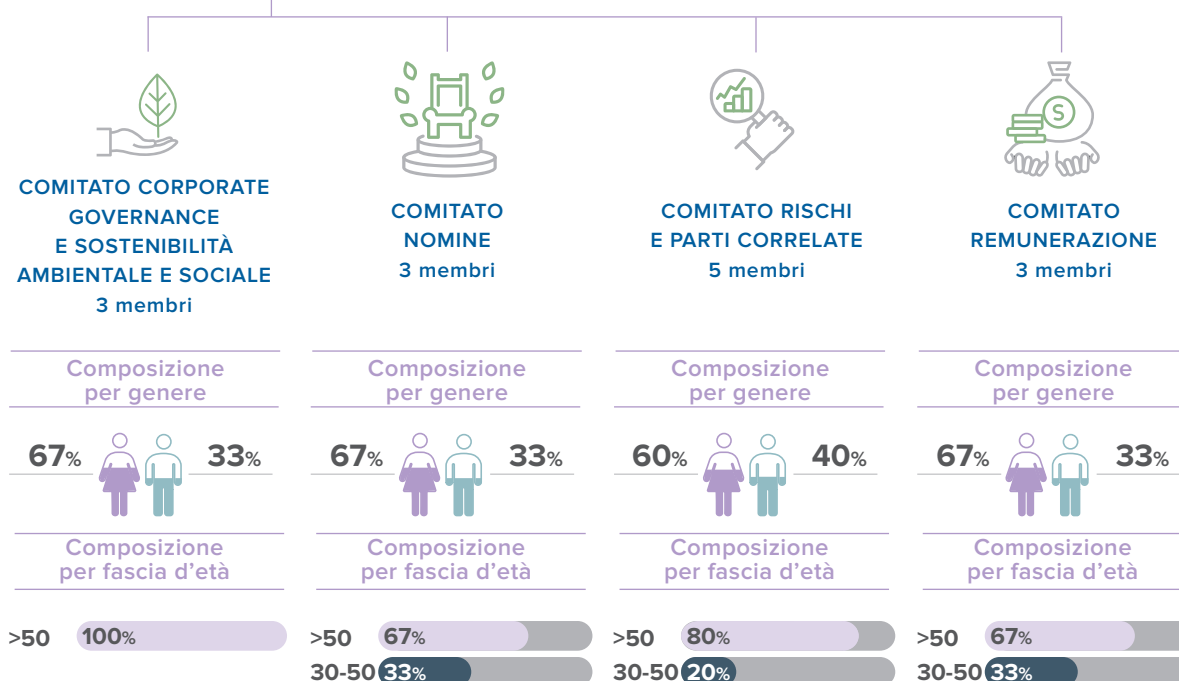 COMITATO CORPORATE
GOVERNANCE
E SOSTENIBILITÀ
AMBIENTALE E SOCIALE
3 membri
Composizione
per genere
67% 33%
Composizione
per fascia d'età
>50 100%
COMITATO
NOMINE
3 membri
Composizione
per genere
67% 33%
Composizione
per fascia d'età
>50 67%
30-50 33%
COMITATO RISCHI
E PARTI CORRELATE
5 membri
Composizione
per genere
60% 40%
Composizione
per fascia d'età
>50 80%
30-50 20%
S
COMITATO
REMUNERAZIONE
3 membri
Composizione
per genere
67% 33%
Composizione
per fascia d'età
>50 67%
30-50 33%